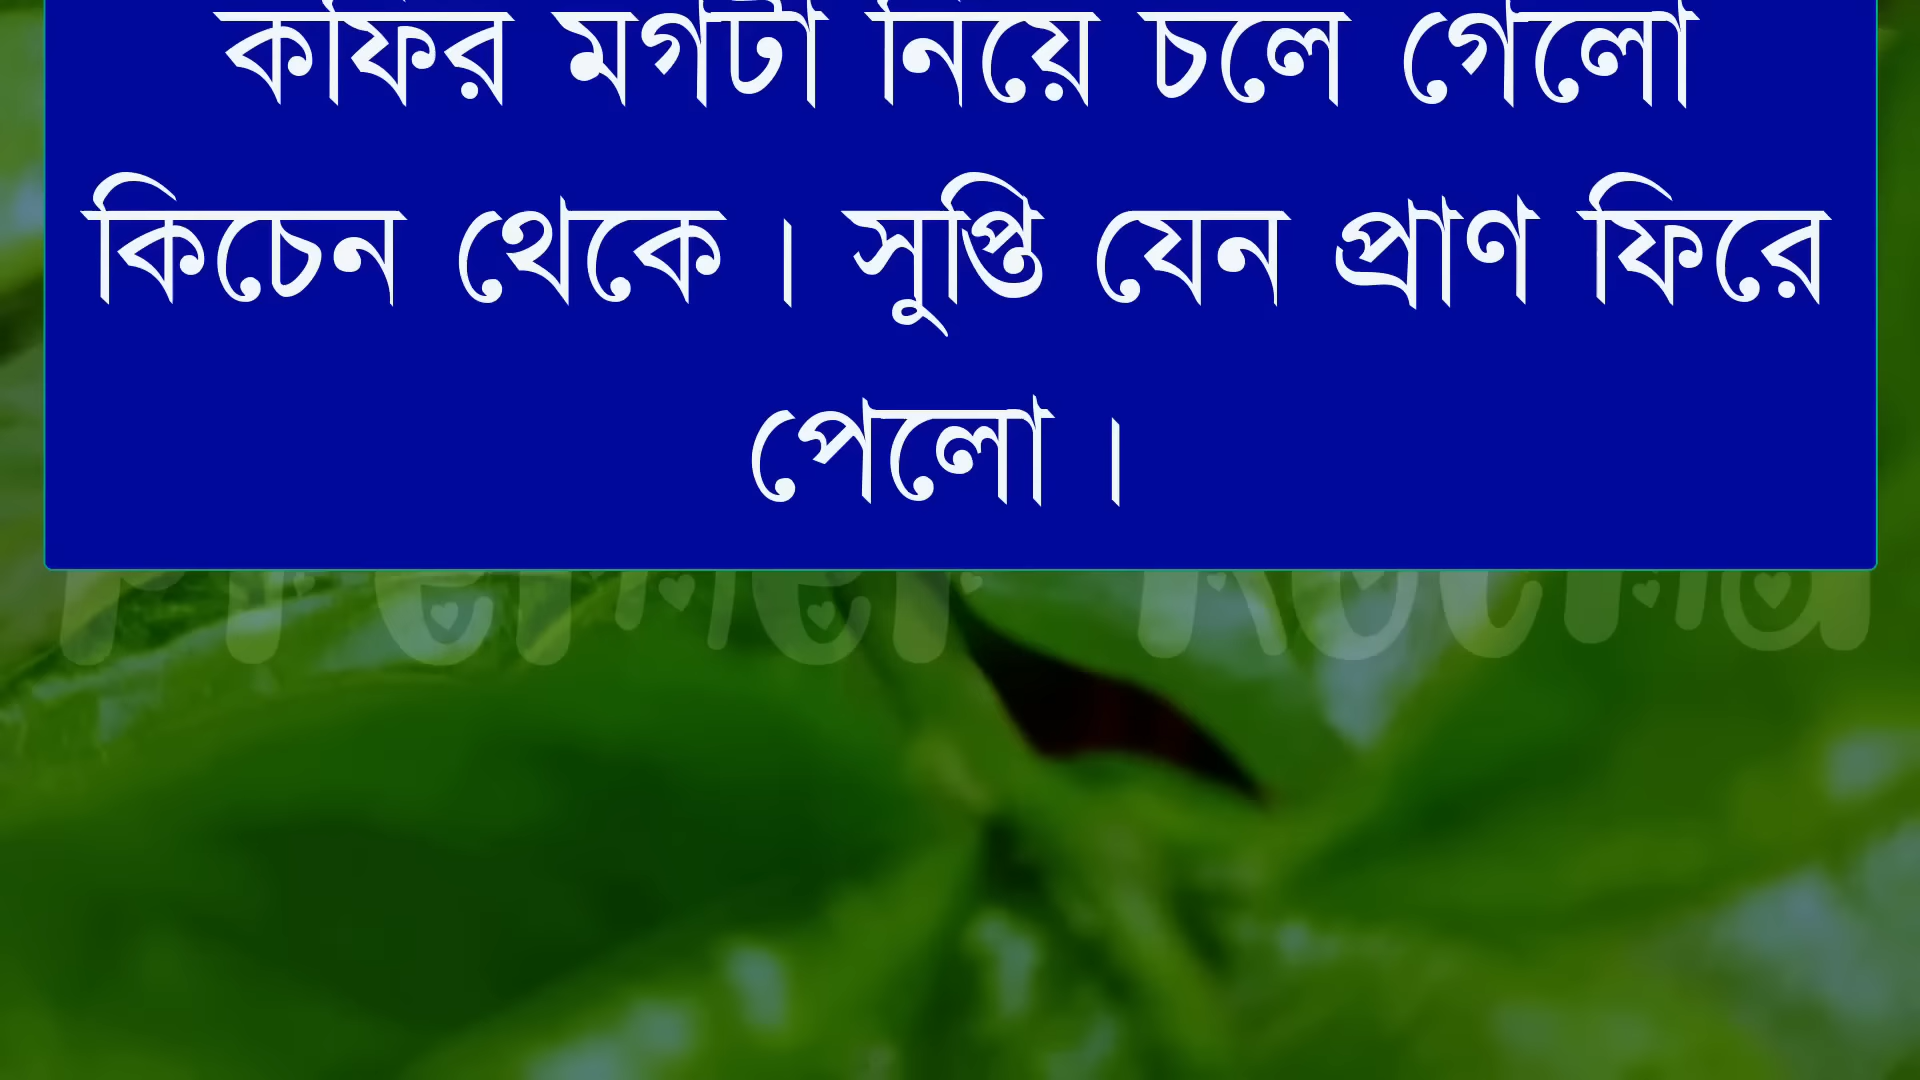 কফির মগটা নিয়ে চলে গেলো
কিচেন থেকে । সুপ্তি যেন প্রাণ ফিরে
পেলো ।